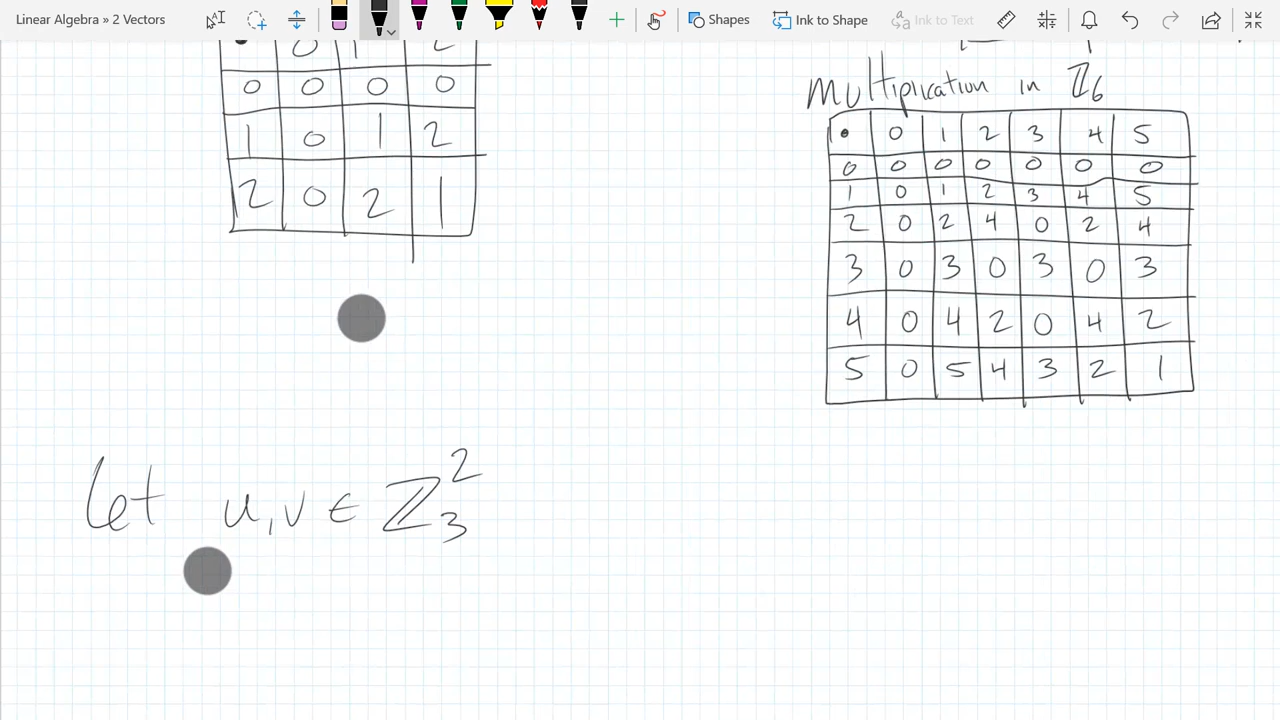 Linear Algebra » 2 Vectors
Shapes
Ink to Shape
Ink to Text
• 0 1 2
0 0 0 0
1 0 1 2
2 0 2 1
Multiplication in ℤ₆
• 0 1 2 3 4 5
0 0 0 0 0 0 0
1 0 1 2 3 4 5
2 0 2 4 0 2 4
3 0 3 0 3 0 3
4 0 4 2 0 4 2
5 0 5 4 3 2 1
Let u, v ∈ ℤ₃²